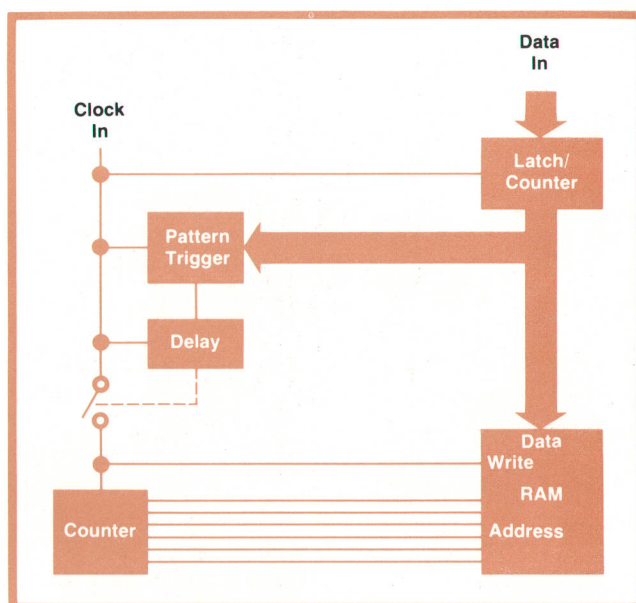 Data
In
Clock
In
Latch/
Counter
Pattern
Trigger
Delay
Data
Write
RAM
Counter
Address